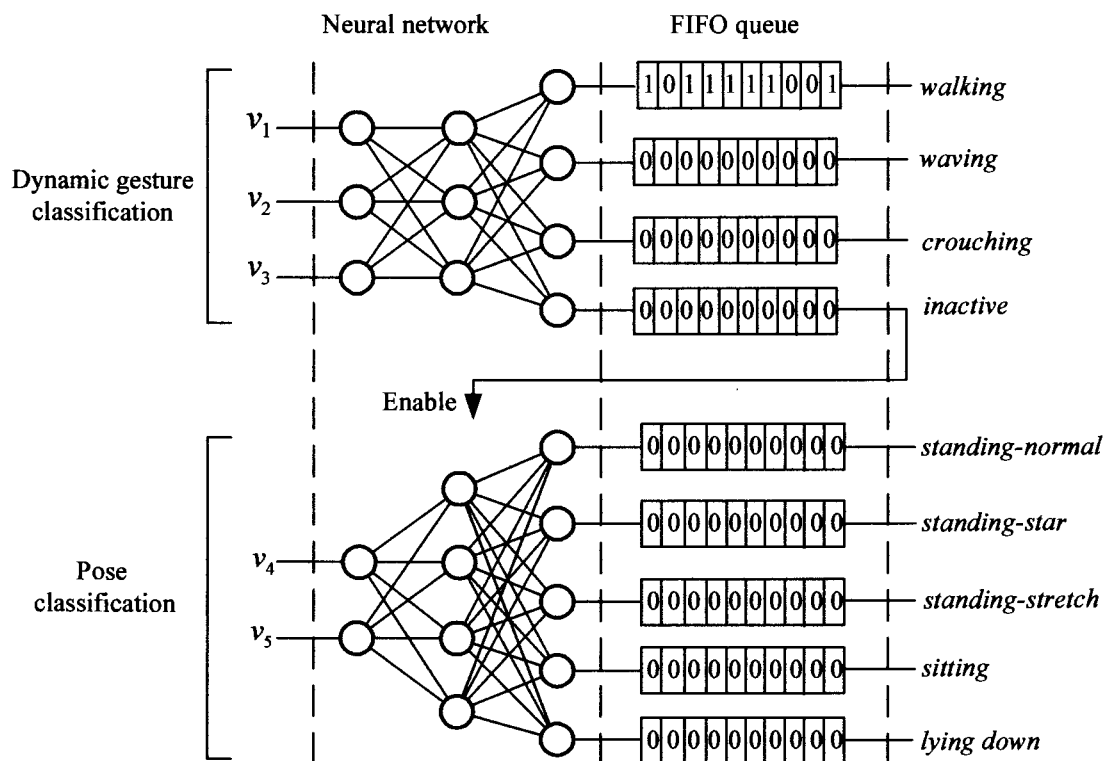 Neural network FIFO queue
v1
v2
v3
Dynamic gesture
classification
1 0 1 1 1 1 1 0 0 1 walking
0 0 0 0 0 0 0 0 0 0 waving
0 0 0 0 0 0 0 0 0 0 crouching
0 0 0 0 0 0 0 0 0 0 inactive
Enable
v4
v5
Pose
classification
0 0 0 0 0 0 0 0 0 0 standing-normal
0 0 0 0 0 0 0 0 0 0 standing-star
0 0 0 0 0 0 0 0 0 0 standing-stretch
0 0 0 0 0 0 0 0 0 0 sitting
0 0 0 0 0 0 0 0 0 0 lying down